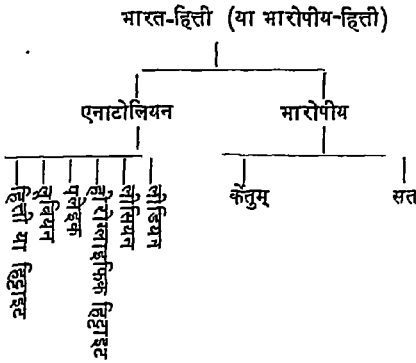 भारत-हित्ती (या भारोपीय-हित्ती)
एनाटोलियन
भारोपीय
हित्ती या हिट्टाइट
लूवियन
पलेइक
हीरोग्लाइफिक हिट्टाइट
लीसियन
लीडियन
केंतुम्
सत